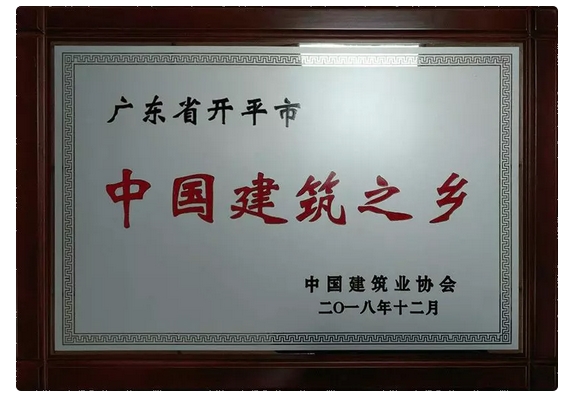 广东省开平市
中国建筑之乡
中国建筑业协会
二〇一八年十二月